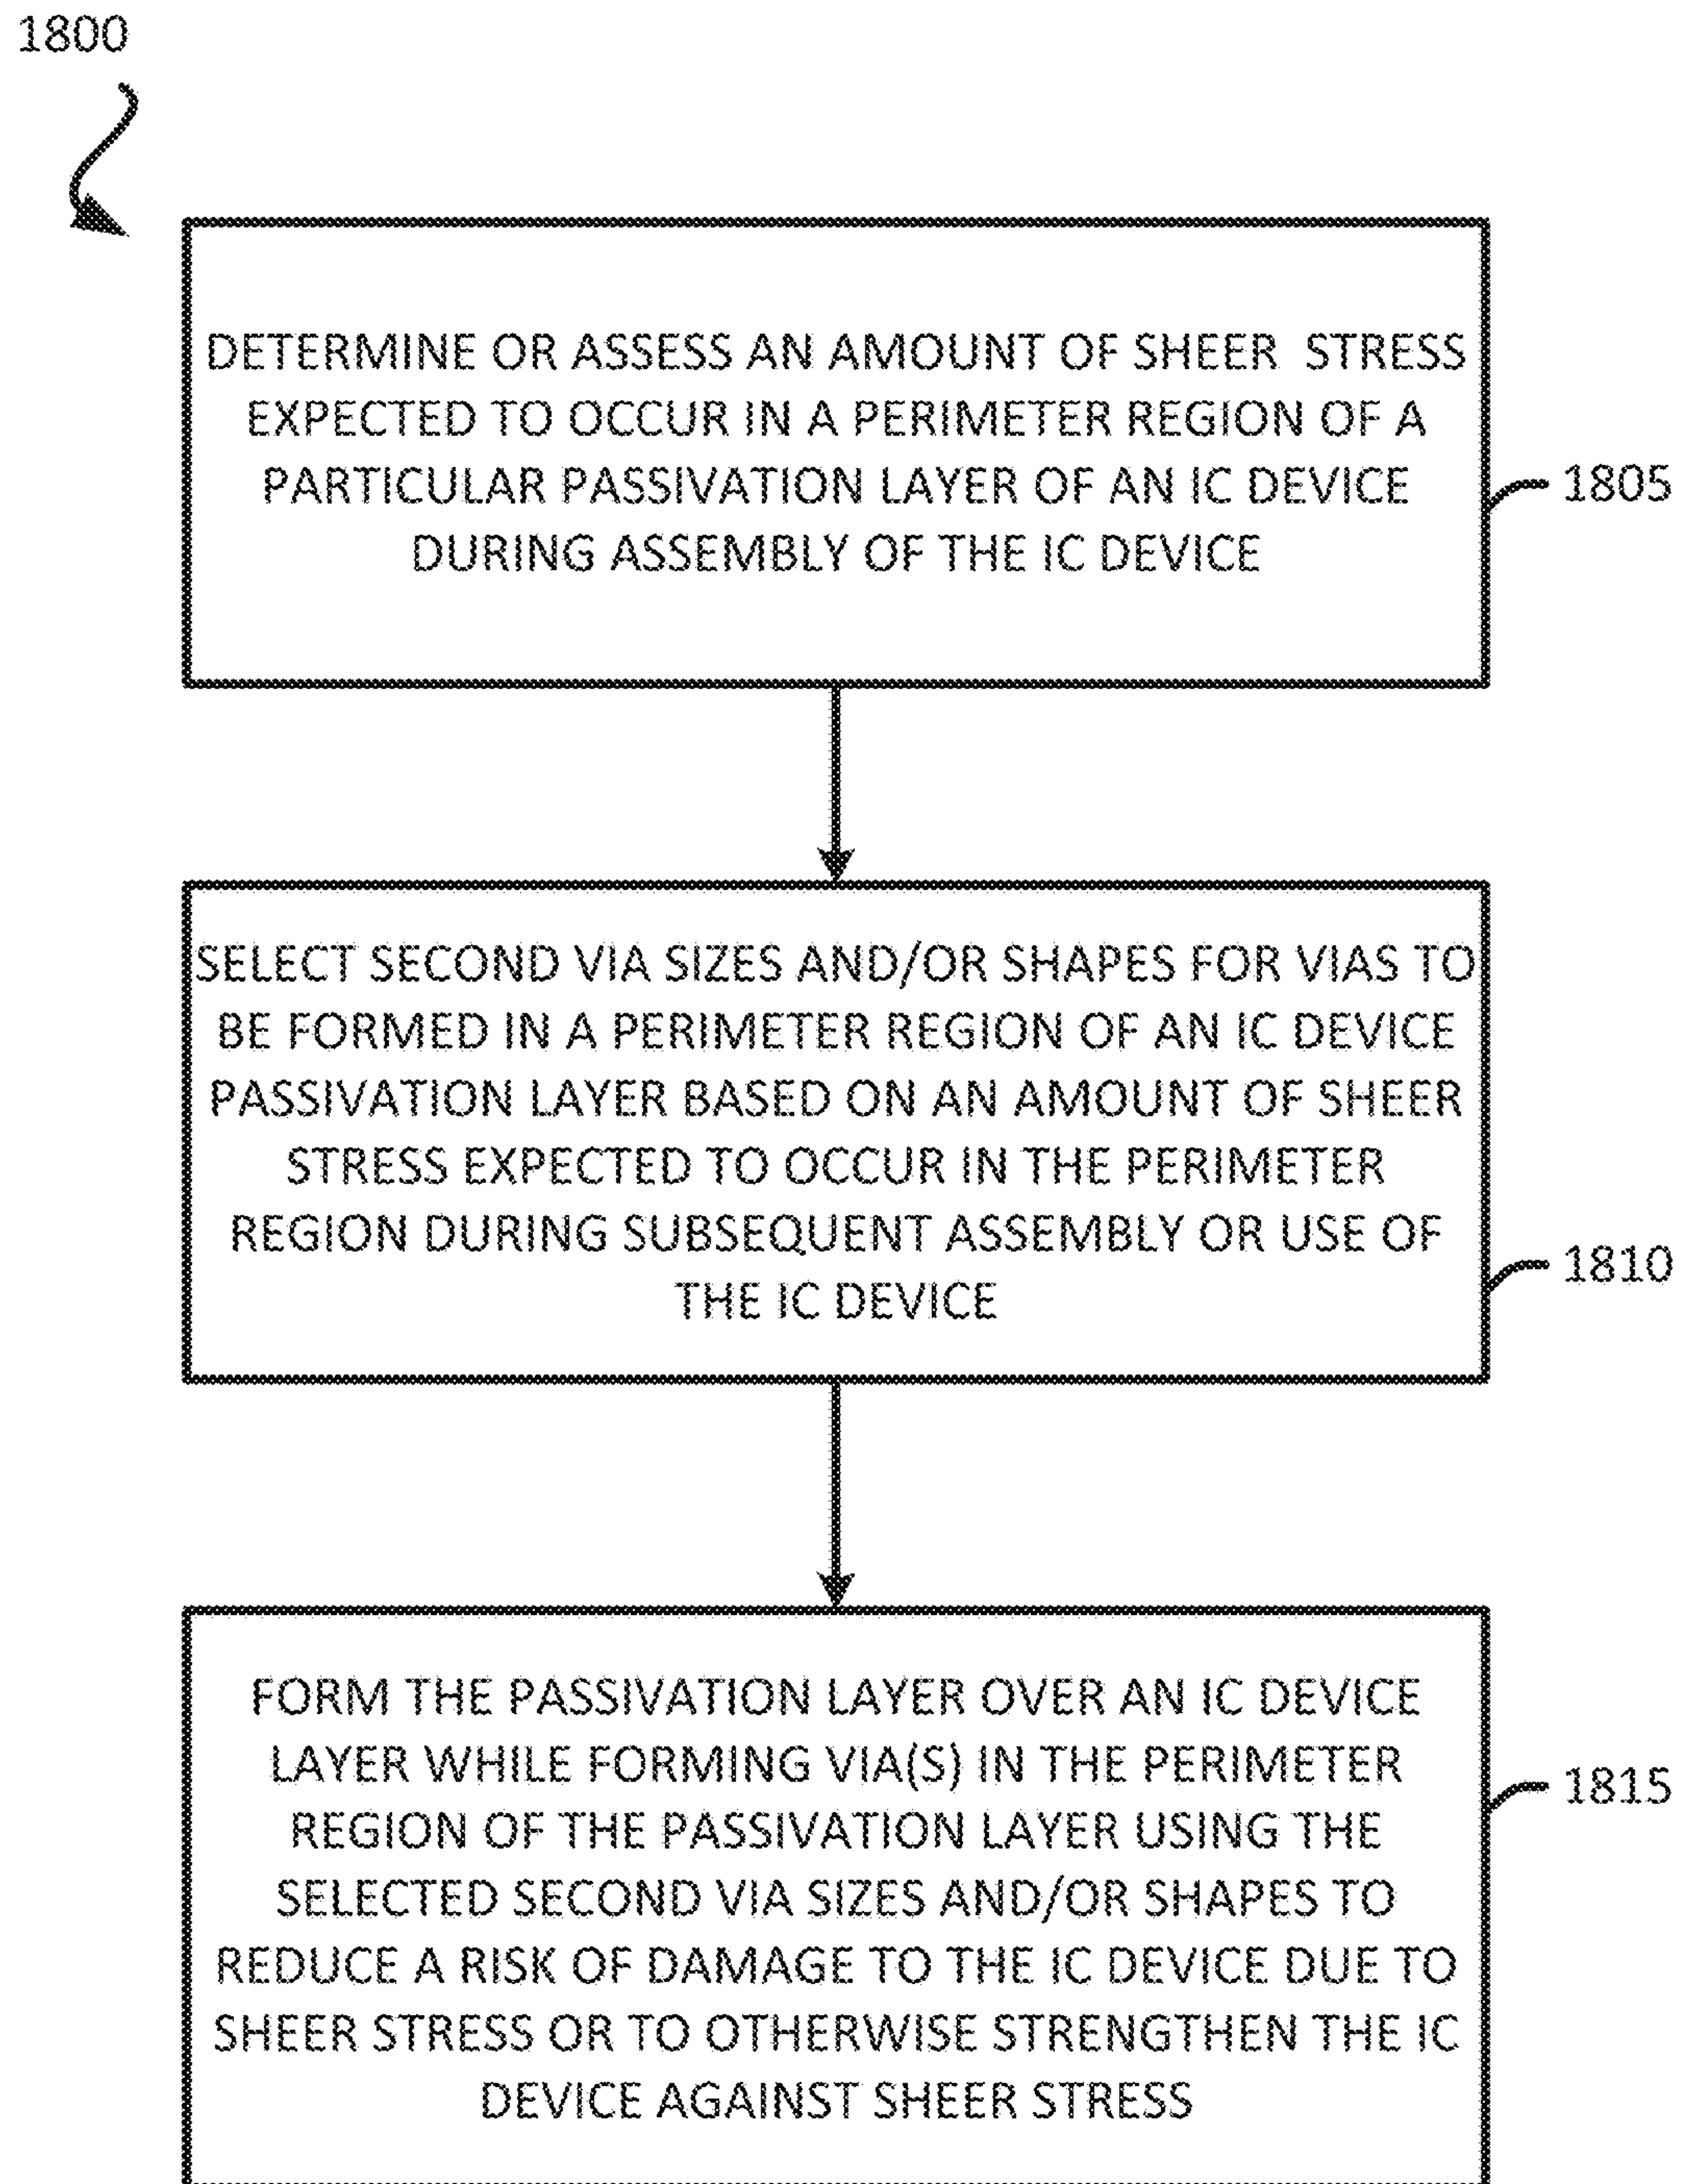 1800
DETERMINE OR ASSESS AN AMOUNT OF SHEER STRESS
EXPECTED TO OCCUR IN A PERIMETER REGION OF A
PARTICULAR PASSIVATION LAYER OF AN IC DEVICE
DURING ASSEMBLY OF THE IC DEVICE
1805
SELECT SECOND VIA SIZES AND/OR SHAPES FOR VIAS TO
BE FORMED IN A PERIMETER REGION OF AN IC DEVICE
PASSIVATION LAYER BASED ON AN AMOUNT OF SHEER
STRESS EXPECTED TO OCCUR IN THE PERIMETER
REGION DURING SUBSEQUENT ASSEMBLY OR USE OF
THE IC DEVICE
1810
FORM THE PASSIVATION LAYER OVER AN IC DEVICE
LAYER WHILE FORMING VIA(S) IN THE PERIMETER
REGION OF THE PASSIVATION LAYER USING THE
SELECTED SECOND VIA SIZES AND/OR SHAPES TO
REDUCE A RISK OF DAMAGE TO THE IC DEVICE DUE TO
SHEER STRESS OR TO OTHERWISE STRENGTHEN THE IC
DEVICE AGAINST SHEER STRESS
1815